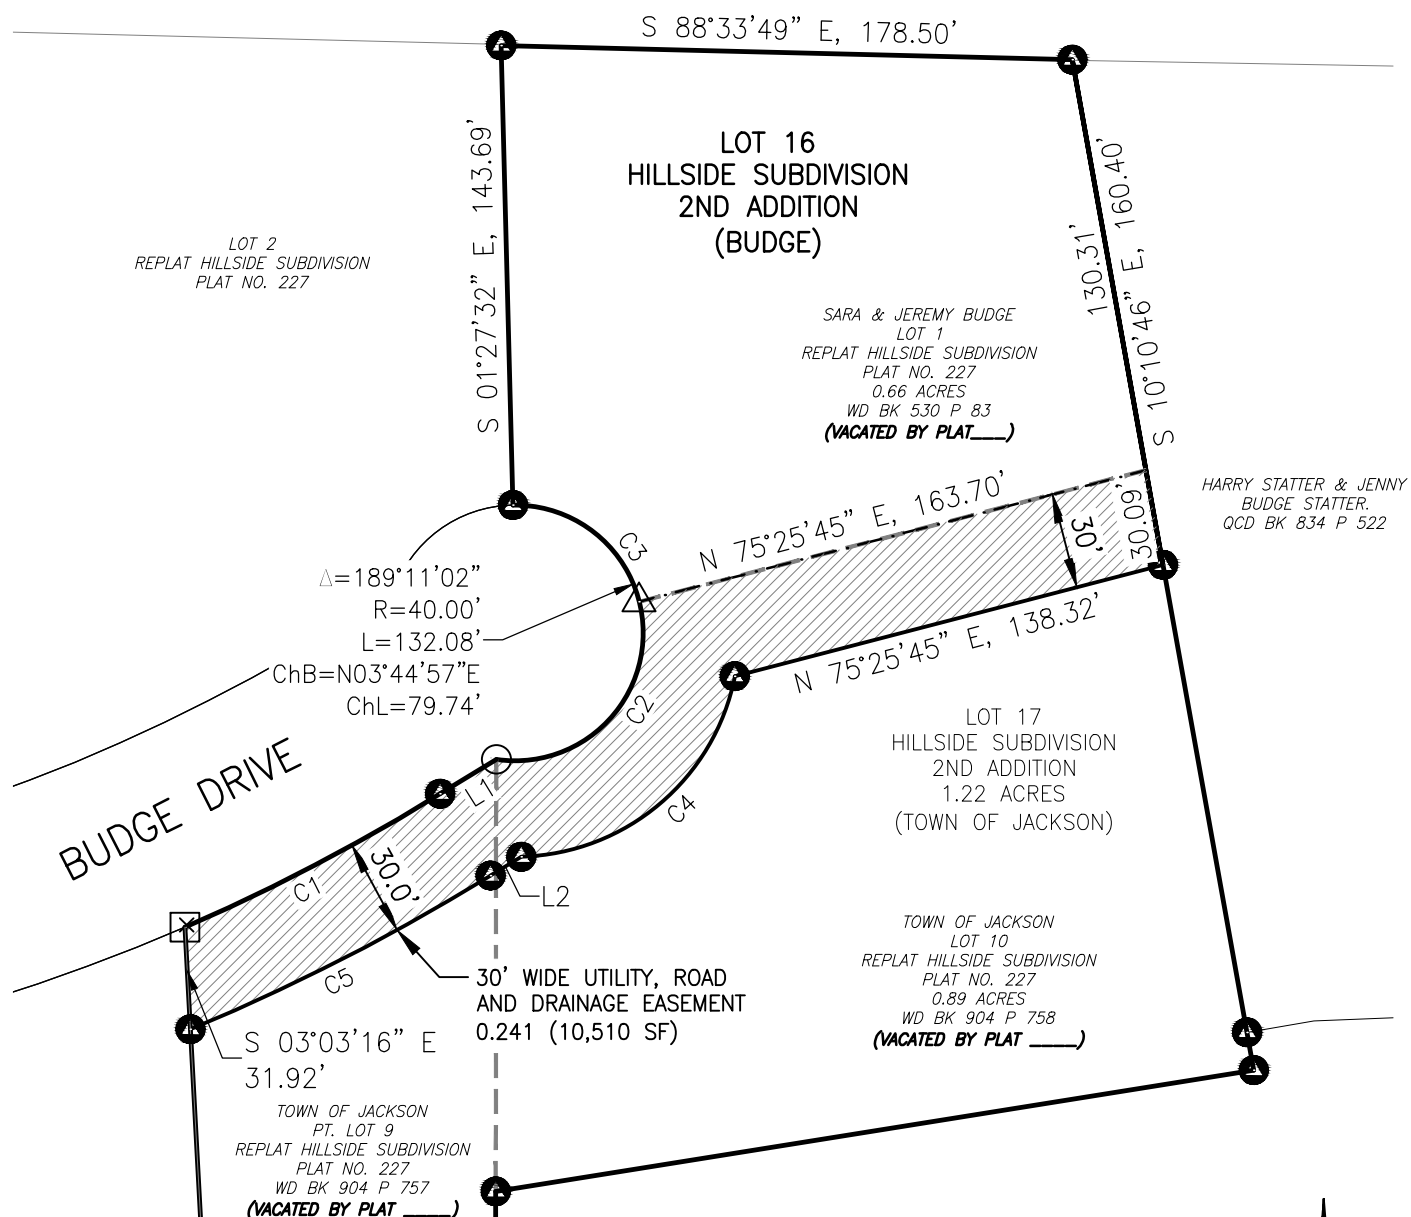 S 88°33'49" E, 178.50'
S 01°27'32" E, 143.69'
LOT 16
HILLSIDE SUBDIVISION
2ND ADDITION
(BUDGE)
S 10°10'46" E, 160.40'
130.31'
LOT 2
REPLAT HILLSIDE SUBDIVISION
PLAT NO. 227
SARA & JEREMY BUDGE
LOT 1
REPLAT HILLSIDE SUBDIVISION
PLAT NO. 227
0.66 ACRES
WD BK 530 P 83
(VACATED BY PLAT___)
HARRY STATTER & JENNY
BUDGE STATTER.
QCD BK 834 P 522
N 75°25'45" E, 163.70'
30'
30.09'
C3
Δ=189°11'02"
R=40.00'
L=132.08'
ChB=N03°44'57"E
ChL=79.74'
N 75°25'45" E, 138.32'
C2
LOT 17
HILLSIDE SUBDIVISION
2ND ADDITION
1.22 ACRES
(TOWN OF JACKSON)
BUDGE DRIVE
L1
C4
C1
30.0'
L2
C5
30' WIDE UTILITY, ROAD
AND DRAINAGE EASEMENT
0.241 (10,510 SF)
TOWN OF JACKSON
LOT 10
REPLAT HILLSIDE SUBDIVISION
PLAT NO. 227
0.89 ACRES
WD BK 904 P 758
(VACATED BY PLAT ____)
S 03°03'16" E
31.92'
TOWN OF JACKSON
PT. LOT 9
REPLAT HILLSIDE SUBDIVISION
PLAT NO. 227
WD BK 904 P 757
(VACATED BY PLAT ____)